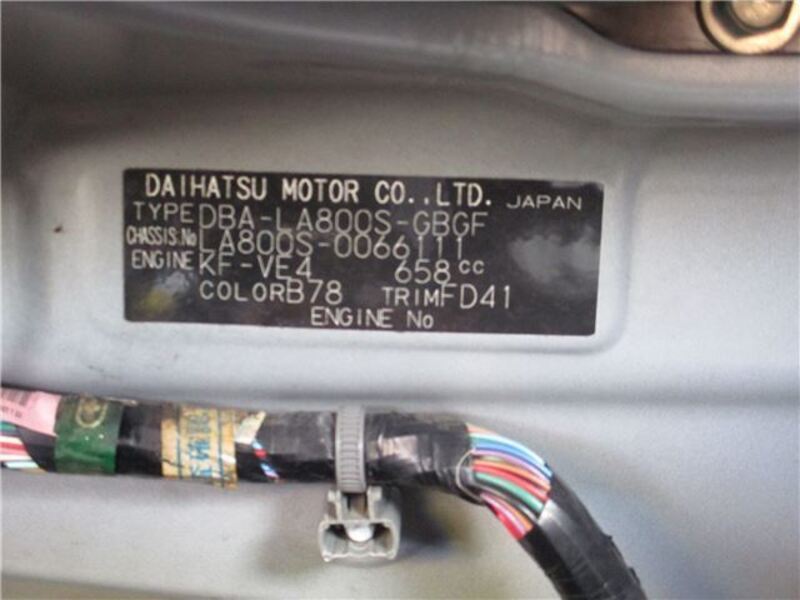 DAIHATSU MOTOR CO.,LTD. JAPAN
TYPE DBA-LA800S-GBGF
CHASSIS.No LA800S-0066111
ENGINE KF-VE4 658cc
COLOR B78 TRIM FD41
ENGINE No